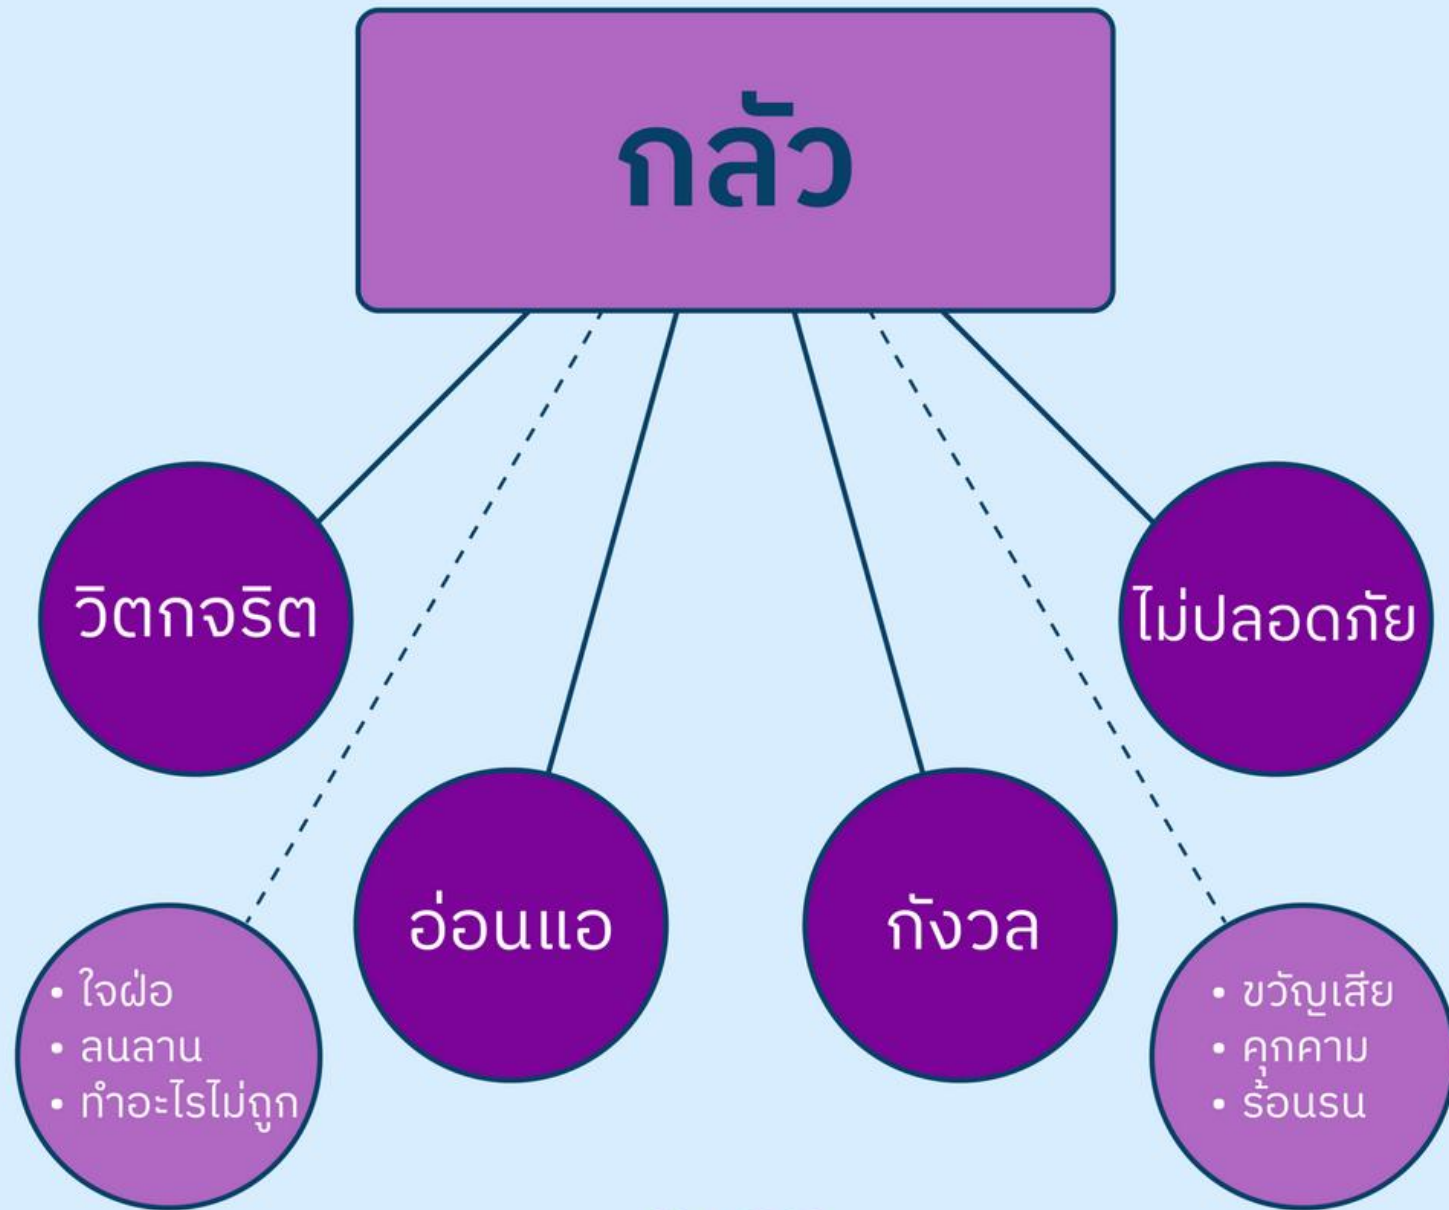 กลัว
วิตกจริต
ไม่ปลอดภัย
อ่อนแอ
กังวล
• ใจฝ่อ
• ลนลาน
• ทำอะไรไม่ถูก
• ขวัญเสีย
• คุกคาม
• ร้อนรน